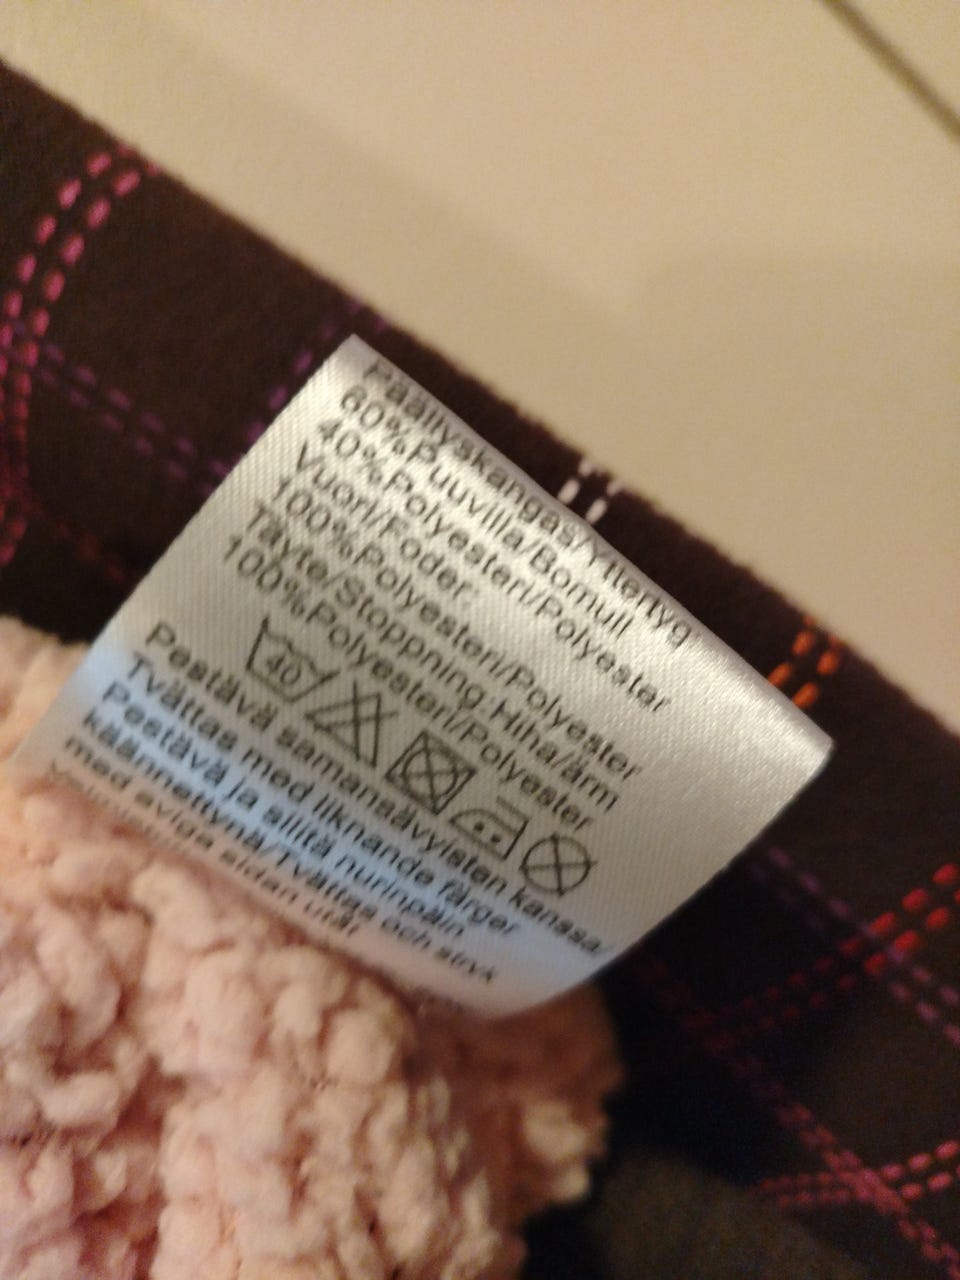 Päällyskangas/Yttertyg
60%Puuvilla/Bomull
40%Polyesteri/Polyester
Vuori/Foder:
100%Polyesteri/Polyester
Täyte/Stoppning:Hiha/ärm
100%Polyesteri/Polyester
40
Pestävä samansävyisten kanssa/
Tvättas med liknande färger
Pestävä ja silitä nurinpäin
käännettynä/Tvättas och stryk
med aviga sidan utåt